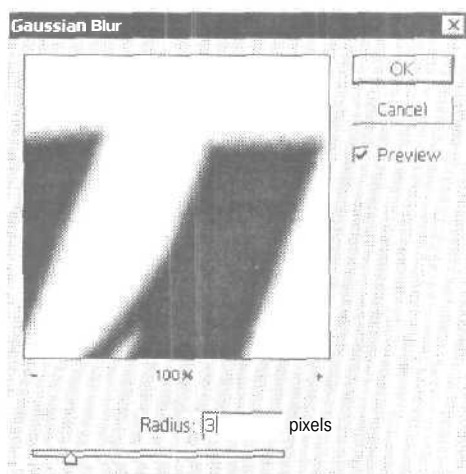 Gaussian Blur
OK
Cancel
Preview
- 100% +
Radius: 3 pixels